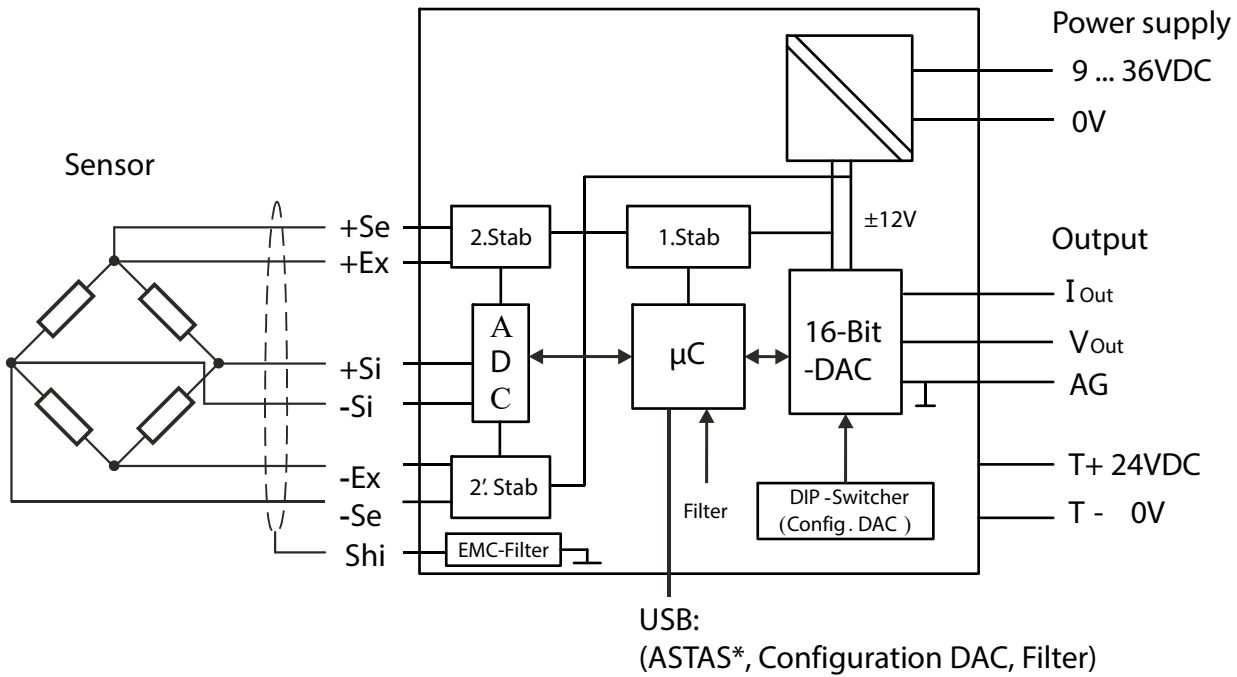 Power supply
9 ... 36VDC
0V
Sensor
+Se
+Ex
2.Stab
1.Stab
±12V
Output
I Out
A
D
C
µC
16-Bit
-DAC
V Out
+Si
-Si
AG
-Ex
-Se
2'. Stab
Filter
DIP -Switcher
(Config . DAC )
T+ 24VDC
T - 0V
Shi
EMC-Filter
USB:
(ASTAS*, Configuration DAC, Filter)